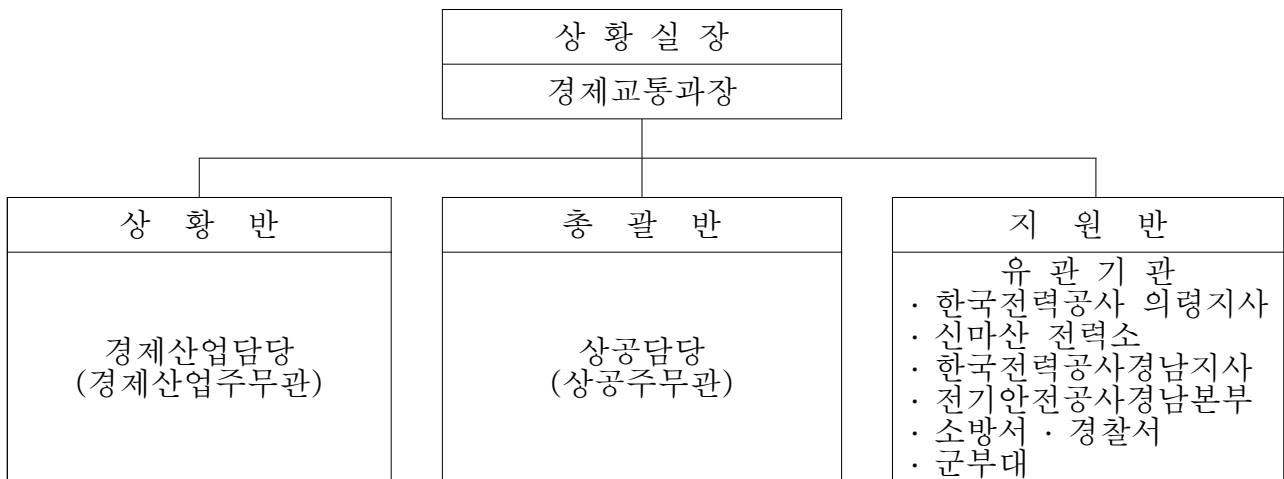 상 황 실 장
경제교통과장
상 황 반
경제산업담당
(경제산업주무관)
총 괄 반
상공담당
(상공주무관)
지 원 반
유 관 기 관
· 한국전력공사 의령지사
· 신마산 전력소
· 한국전력공사경남지사
· 전기안전공사경남본부
· 소방서 · 경찰서
· 군부대